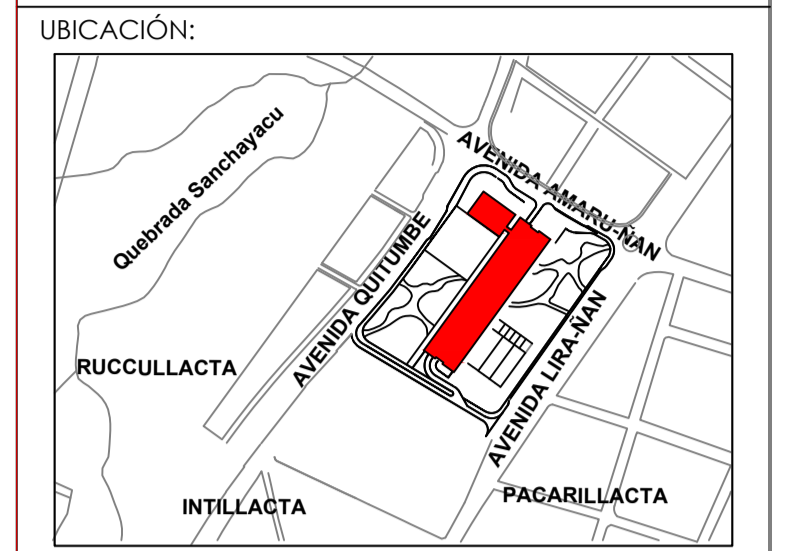 UBICACIÓN:
Quebrada Sanchayacu
AVENIDA AMARU-ÑAN
AVENIDA QUITUMBE
AVENIDA LIRA-ÑAN
RUCCULLACTA
INTILLACTA
PACARILLACTA